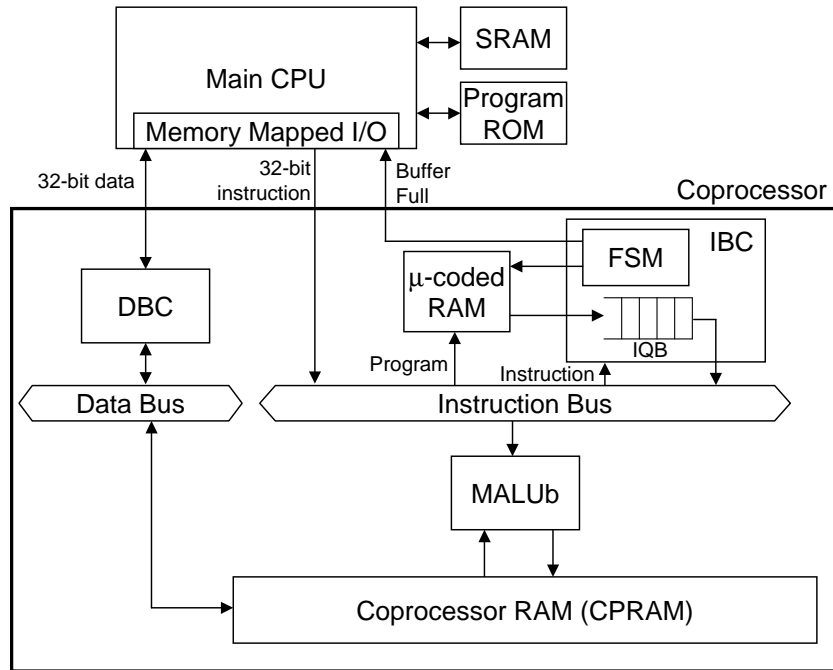 SRAM
Main CPU
Program
ROM
Memory Mapped I/O
32-bit data
32-bit
instruction
Buffer
Full
Coprocessor
IBC
FSM
μ-coded
RAM
DBC
IQB
Program
Instruction
Data Bus
Instruction Bus
MALUb
Coprocessor RAM (CPRAM)